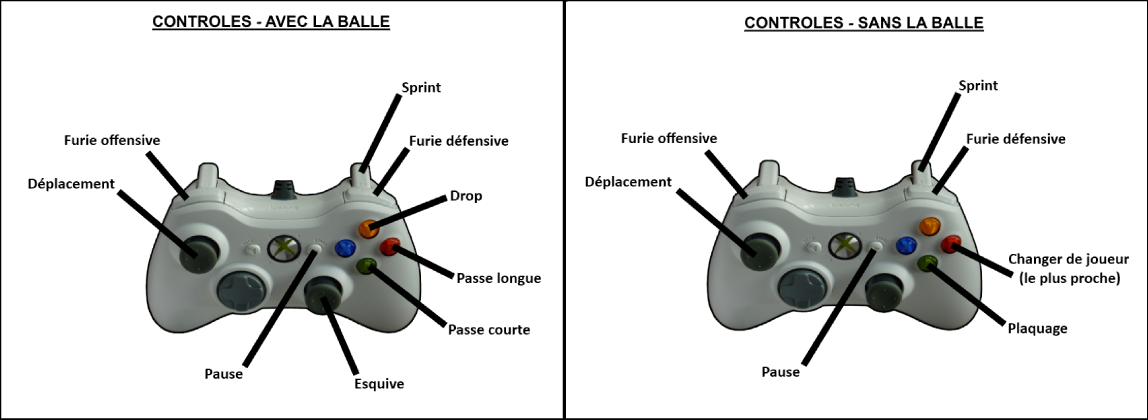 CONTROLES - AVEC LA BALLE
Sprint
Furie offensive
Furie défensive
Déplacement
Drop
Passe longue
Passe courte
Pause
Esquive
CONTROLES - SANS LA BALLE
Sprint
Furie offensive
Furie défensive
Déplacement
Changer de joueur
(le plus proche)
Plaquage
Pause